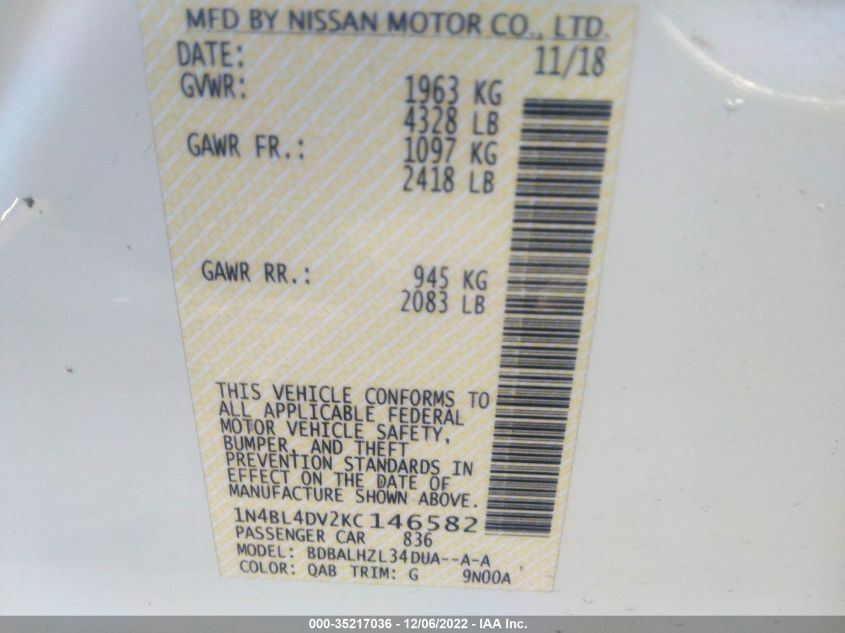 MFD BY NISSAN MOTOR CO., LTD.
DATE: 11/18
GVWR: 1963 KG
4328 LB
GAWR FR.: 1097 KG
2418 LB
GAWR RR.: 945 KG
2083 LB
THIS VEHICLE CONFORMS TO
ALL APPLICABLE FEDERAL
MOTOR VEHICLE SAFETY,
BUMPER, AND THEFT
PREVENTION STANDARDS IN
EFFECT ON THE DATE OF
MANUFACTURE SHOWN ABOVE.
1N4BL4DV2KC146582
PASSENGER CAR 836
MODEL: BDBALHZL34DUA--A-A
COLOR: QAB TRIM: G 9N00A
000-35217036 - 12/06/2022 - IAA Inc.